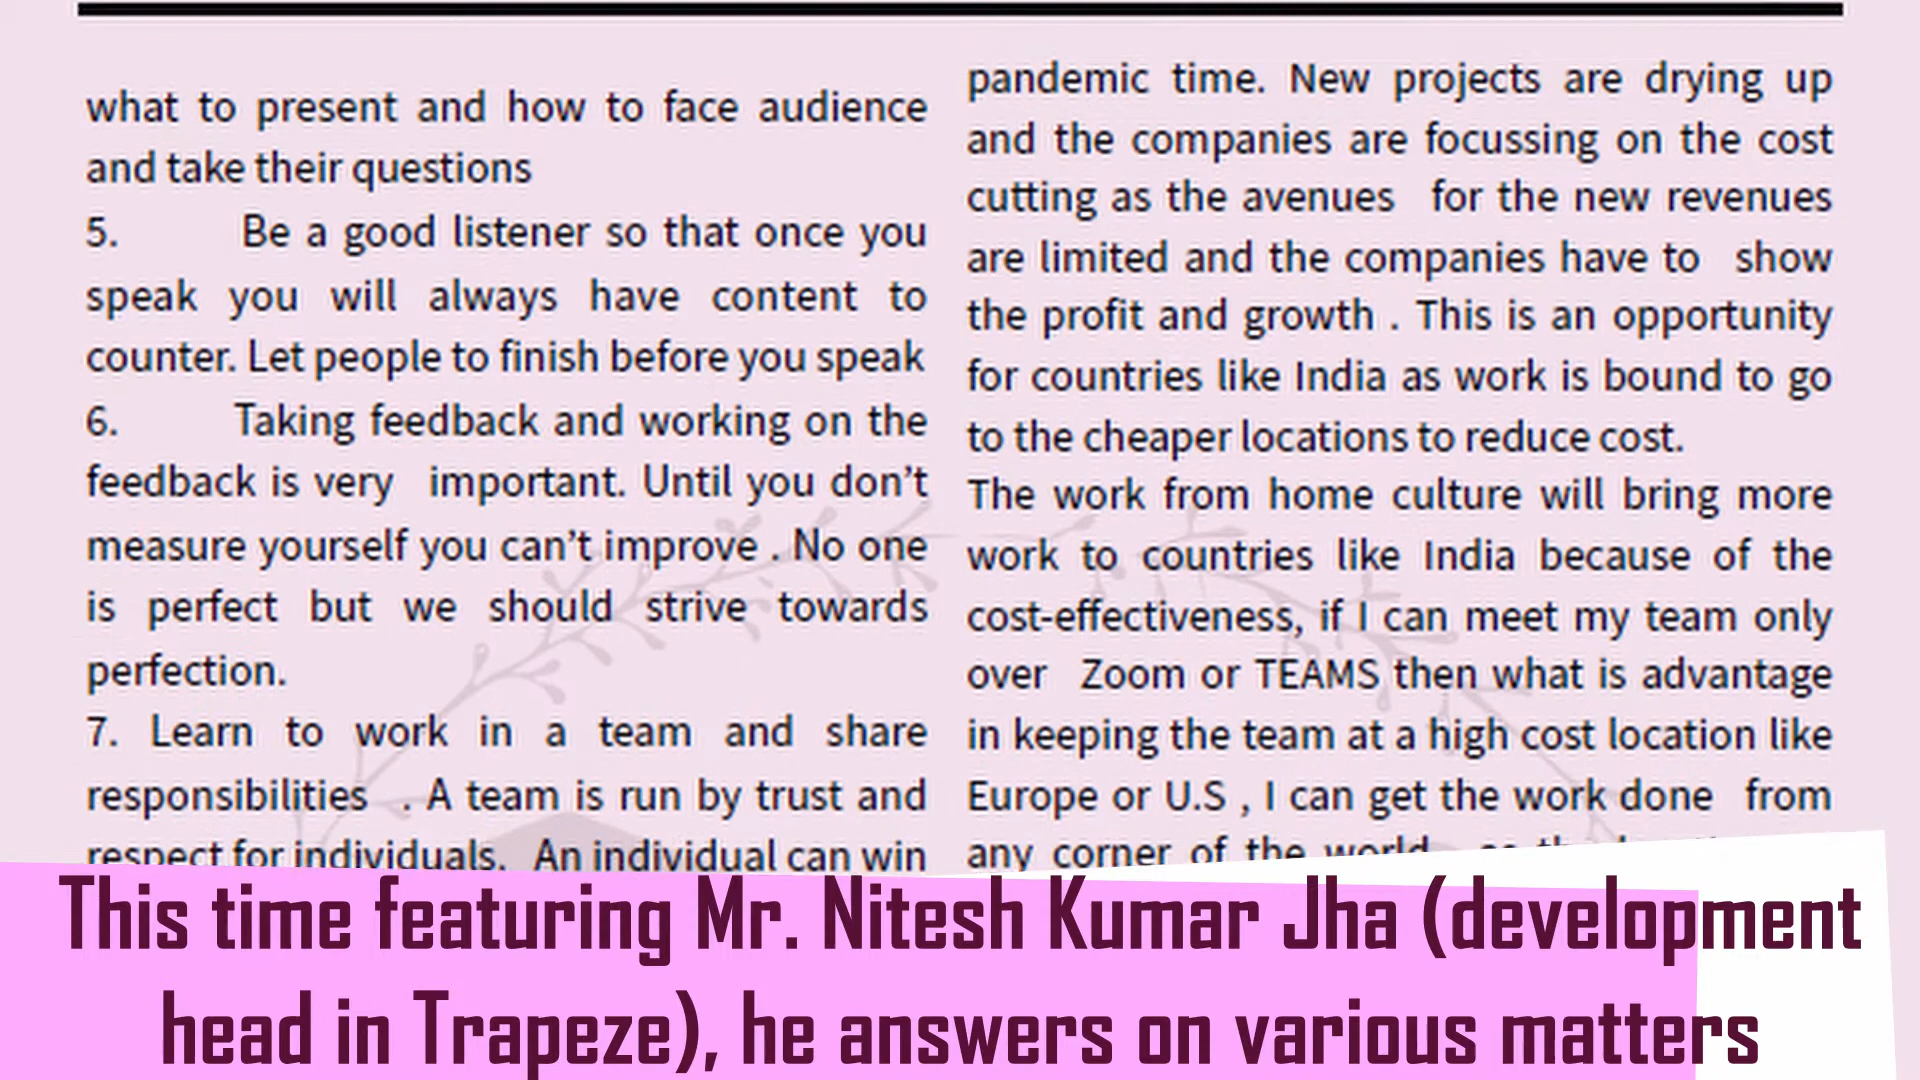 what to present and how to face audience
and take their questions
5. Be a good listener so that once you
speak you will always have content to
counter. Let people to finish before you speak
6. Taking feedback and working on the
feedback is very important. Until you don't
measure yourself you can't improve . No one
is perfect but we should strive towards
perfection.
7. Learn to work in a team and share
responsibilities . A team is run by trust and
respect for individuals. An individual can win
pandemic time. New projects are drying up
and the companies are focussing on the cost
cutting as the avenues for the new revenues
are limited and the companies have to show
the profit and growth . This is an opportunity
for countries like India as work is bound to go
to the cheaper locations to reduce cost.
The work from home culture will bring more
work to countries like India because of the
cost-effectiveness, if I can meet my team only
over Zoom or TEAMS then what is advantage
in keeping the team at a high cost location like
Europe or U.S , I can get the work done from
any corner of the world
This time featuring Mr. Nitesh Kumar Jha (development
head in Trapeze), he answers on various matters